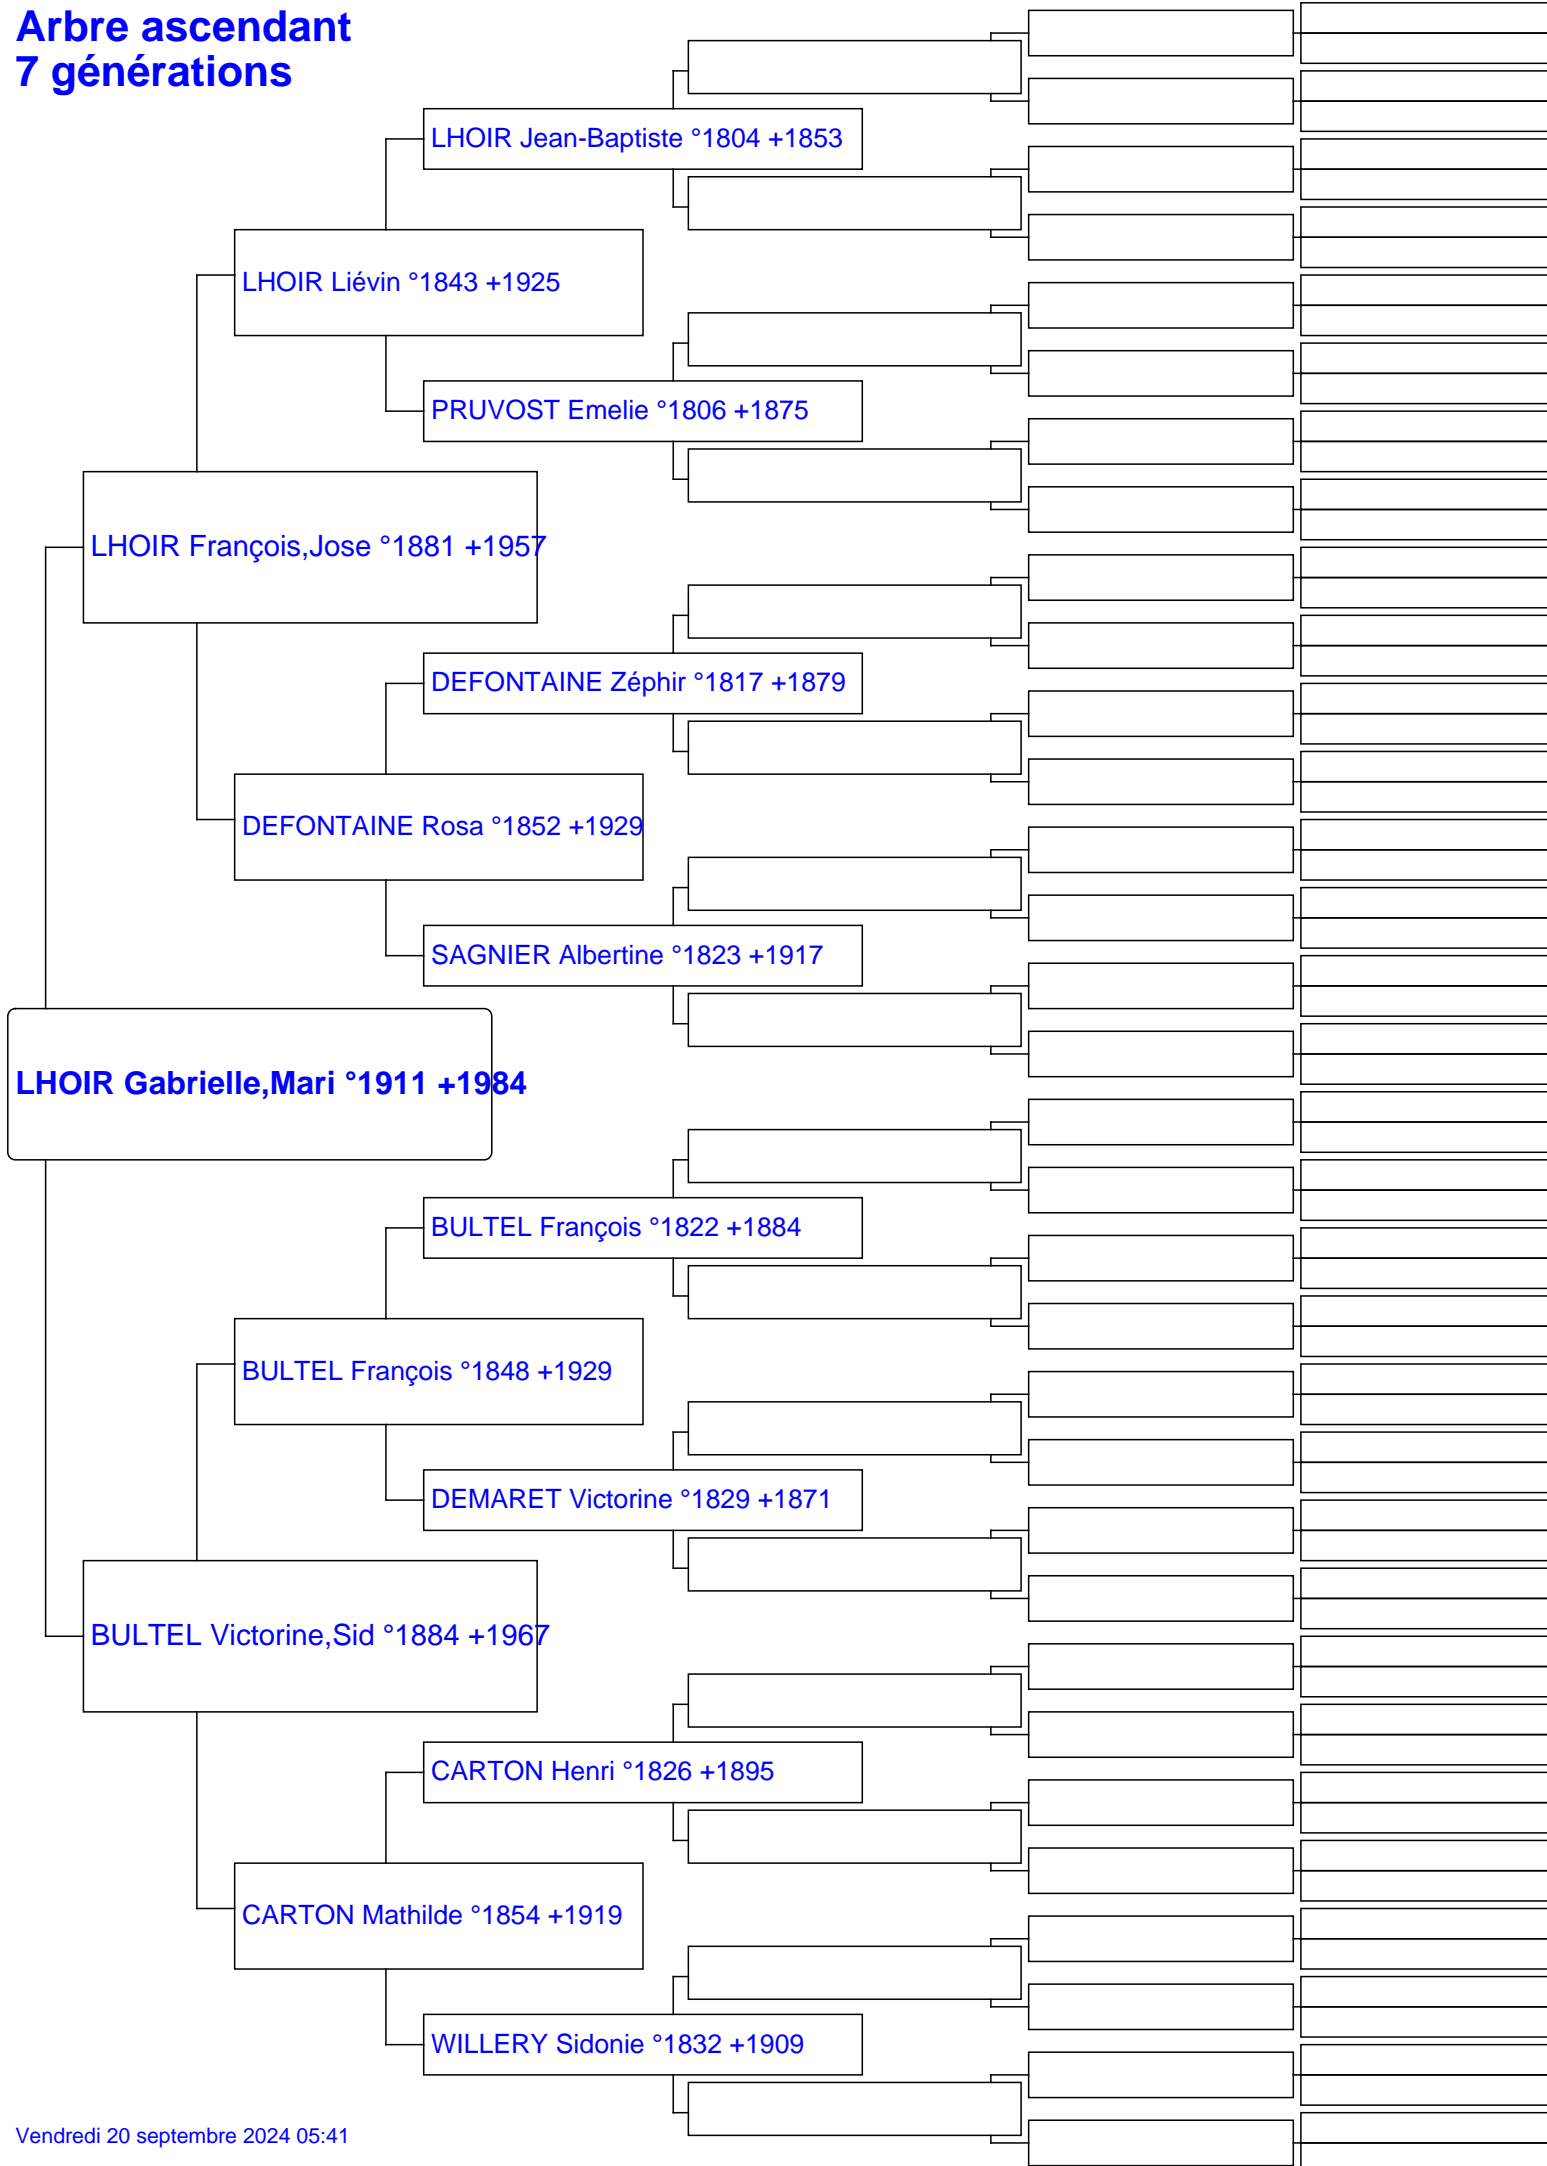 Arbre ascendant
7 générations
LHOIR Jean-Baptiste °1804 +1853
LHOIR Liévin °1843 +1925
PRUVOST Emelie °1806 +1875
LHOIR François,Jose °1881 +1957
DEFONTAINE Zéphir °1817 +1879
DEFONTAINE Rosa °1852 +1929
SAGNIER Albertine °1823 +1917
LHOIR Gabrielle,Mari °1911 +1984
BULTEL François °1822 +1884
BULTEL François °1848 +1929
DEMARET Victorine °1829 +1871
BULTEL Victorine,Sid °1884 +1967
CARTON Henri °1826 +1895
CARTON Mathilde °1854 +1919
WILLERY Sidonie °1832 +1909
Vendredi 20 septembre 2024 05:41